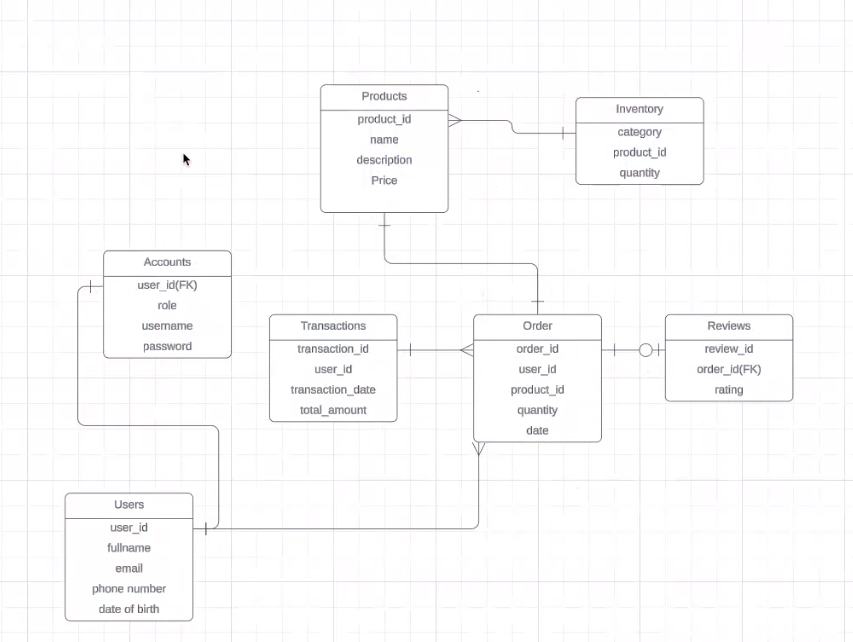 Products
product_id
name
description
Price
Inventory
category
product_id
quantity
Accounts
user_id(FK)
role
username
password
Transactions
transaction_id
user_id
transaction_date
total_amount
Order
order_id
user_id
product_id
quantity
date
Reviews
review_id
order_id(FK)
rating
Users
user_id
fullname
email
phone number
date of birth